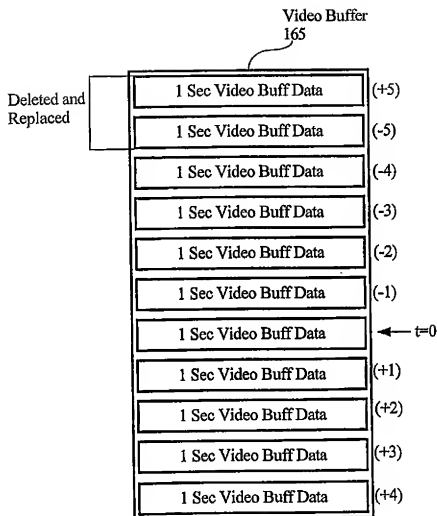 Video Buffer
165
Deleted and
Replaced
1 Sec Video Buff Data (+5)
1 Sec Video Buff Data (-5)
1 Sec Video Buff Data (-4)
1 Sec Video Buff Data (-3)
1 Sec Video Buff Data (-2)
1 Sec Video Buff Data (-1)
1 Sec Video Buff Data t=0
1 Sec Video Buff Data (+1)
1 Sec Video Buff Data (+2)
1 Sec Video Buff Data (+3)
1 Sec Video Buff Data (+4)